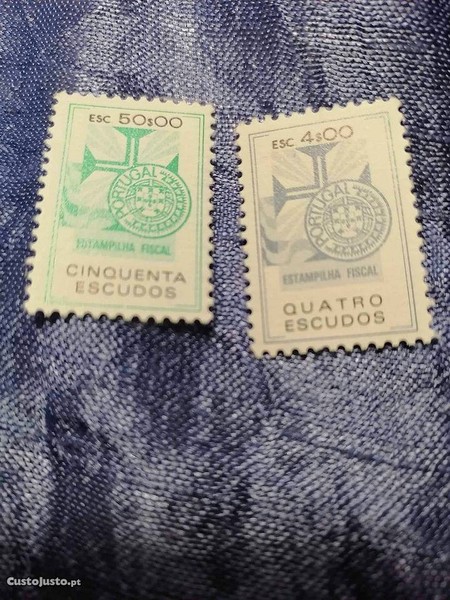 ESC 50$00
PORTUGAL
ESTAMPILHA FISCAL
CINQUENTA
ESCUDOS
ESC 4$00
PORTUGAL
ESTAMPILHA FISCAL
QUATRO
ESCUDOS
CustoJusto.pt